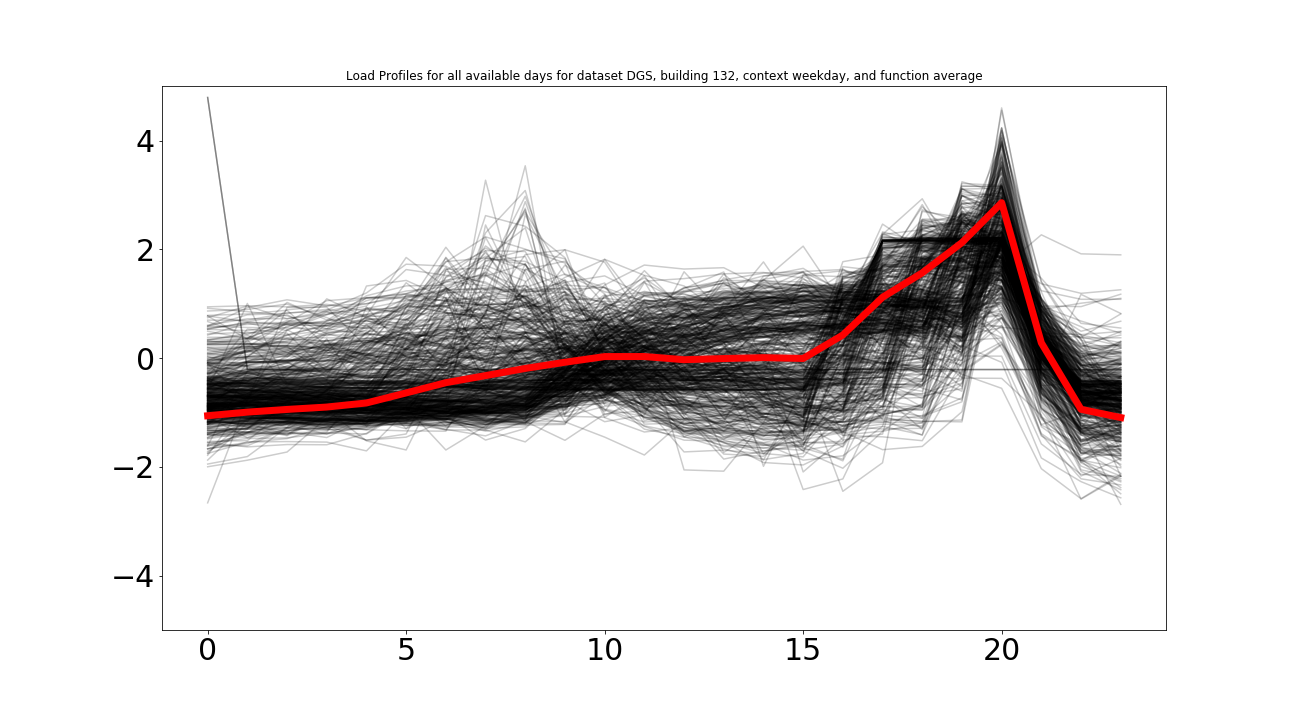 Load Profiles for all available days for dataset DGS, building 132, context weekday, and function average
4
2
0
−2
−4
0 5 10 15 20